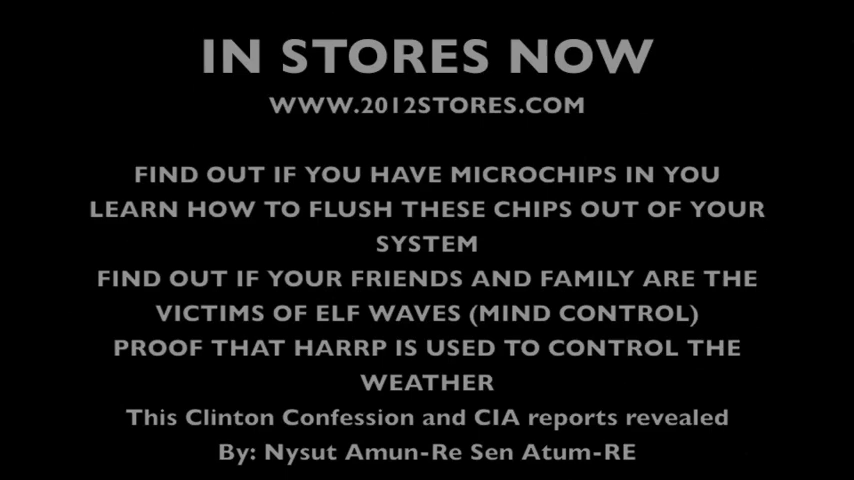 IN STORES NOW
WWW.2012STORES.COM
FIND OUT IF YOU HAVE MICROCHIPS IN YOU
LEARN HOW TO FLUSH THESE CHIPS OUT OF YOUR
SYSTEM
FIND OUT IF YOUR FRIENDS AND FAMILY ARE THE
VICTIMS OF ELF WAVES (MIND CONTROL)
PROOF THAT HARRP IS USED TO CONTROL THE
WEATHER
This Clinton Confession and CIA reports revealed
By: Nysut Amun-Re Sen Atum-RE